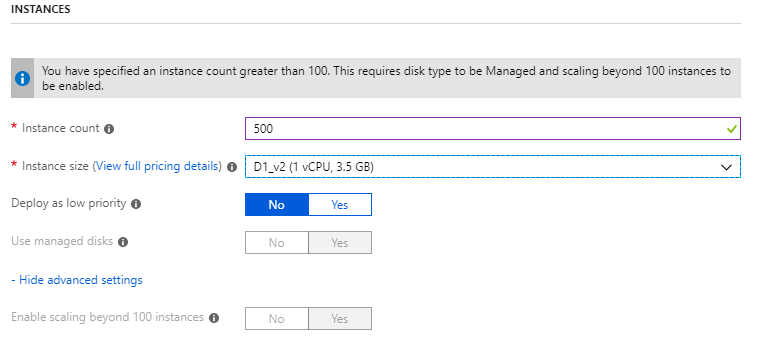 INSTANCES
You have specified an instance count greater than 100. This requires disk type to be Managed and scaling beyond 100 instances to
be enabled.
* Instance count
500
* Instance size (View full pricing details)
D1_v2 (1 vCPU, 3.5 GB)
Deploy as low priority
No Yes
Use managed disks
No Yes
- Hide advanced settings
Enable scaling beyond 100 instances
No Yes